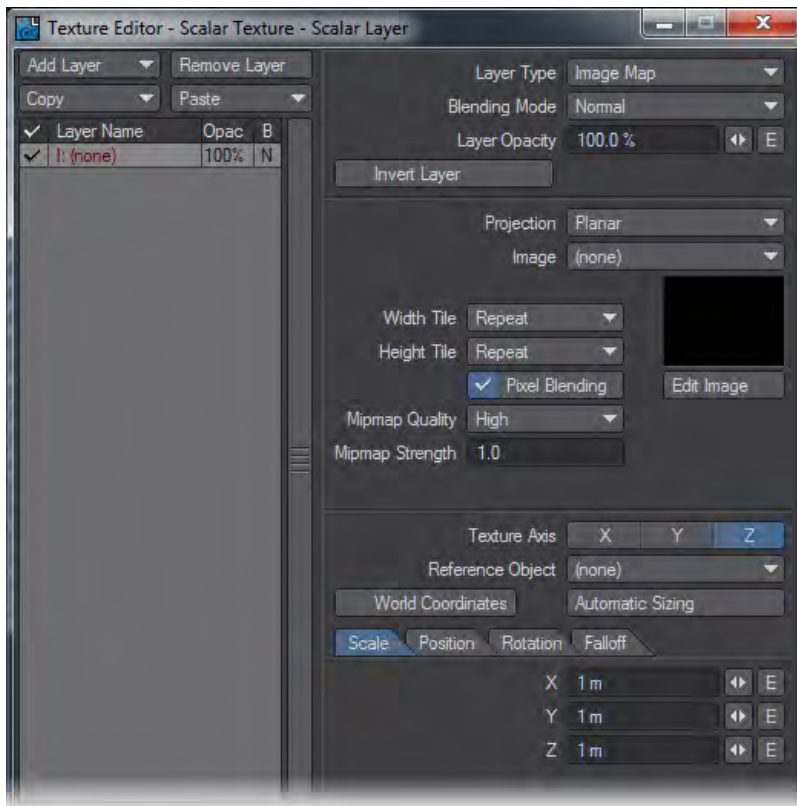 Texture Editor - Scalar Texture - Scalar Layer
Add Layer Remove Layer
Copy Paste
Layer Name Opac B
I: (none) 100% N
Layer Type Image Map
Blending Mode Normal
Layer Opacity 100.0 % E
Invert Layer
Projection Planar
Image (none)
Width Tile Repeat
Height Tile Repeat
Pixel Blending Edit Image
Mipmap Quality High
Mipmap Strength 1.0
Texture Axis X Y Z
Reference Object (none)
World Coordinates Automatic Sizing
Scale Position Rotation Falloff
X 1 m E
Y 1 m E
Z 1 m E